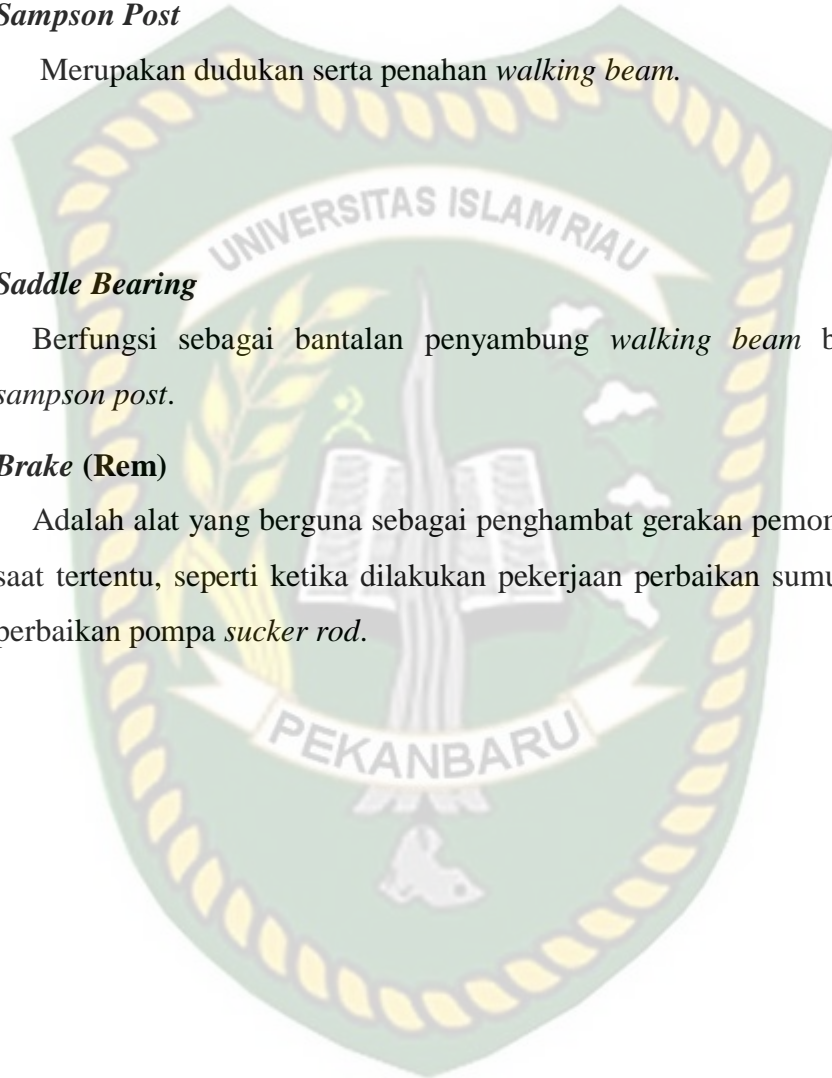 Sampson Post
Merupakan dudukan serta penahan walking beam.
UNIVERSITAS ISLAM RIAU
Saddle Bearing
Berfungsi sebagai bantalan penyambung walking beam
sampson post.
Brake (Rem)
Adalah alat yang berguna sebagai penghambat gerakan
saat tertentu, seperti ketika dilakukan pekerjaan perbaikan
perbaikan pompa sucker rod.
PEKANBARU